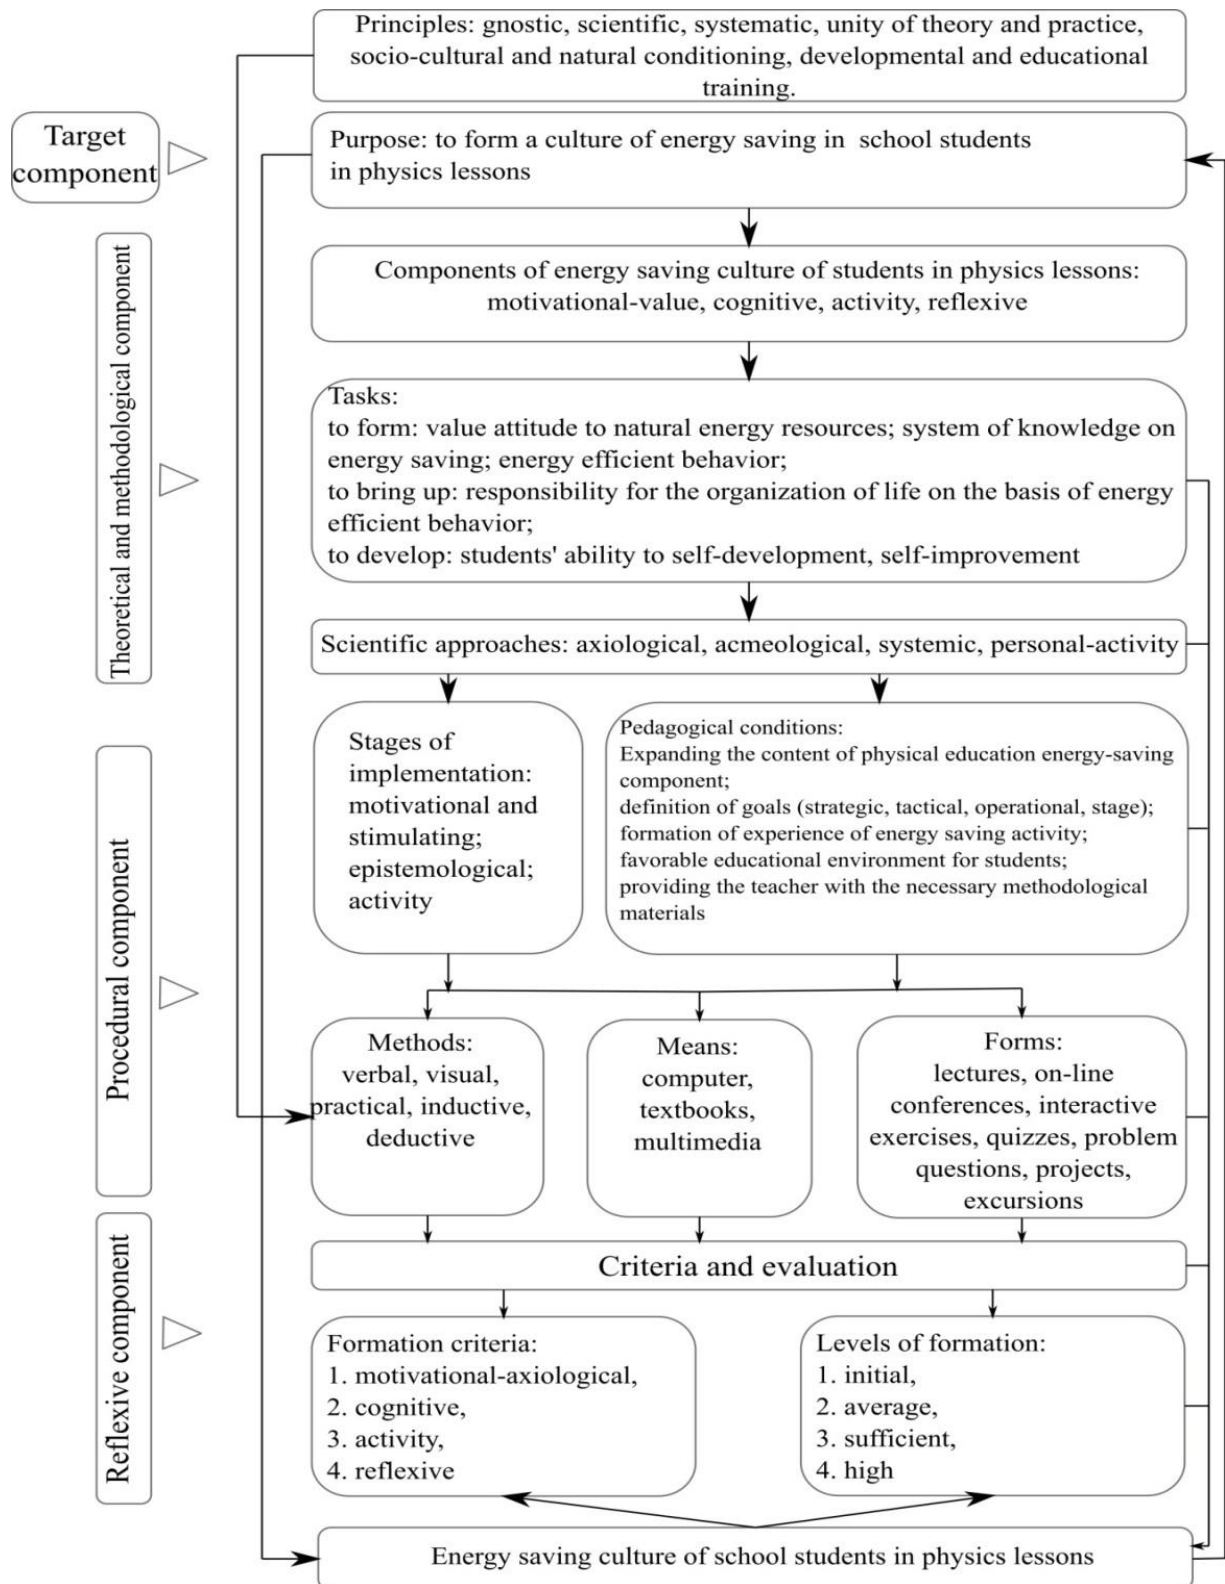 Principles: gnostic, scientific, systematic, unity of theory and practice,
socio-cultural and natural conditioning, developmental and educational
training.
Target
component
Purpose: to form a culture of energy saving in school students
in physics lessons
Theoretical and methodological component
Components of energy saving culture of students in physics lessons:
motivational-value, cognitive, activity, reflexive
Tasks:
to form: value attitude to natural energy resources; system of knowledge on
energy saving; energy efficient behavior;
to bring up: responsibility for the organization of life on the basis of energy
efficient behavior;
to develop: students' ability to self-development, self-improvement
Scientific approaches: axiological, acmeological, systemic, personal-activity
Procedural component
Stages of
implementation:
motivational and
stimulating;
epistemological;
activity
Pedagogical conditions:
Expanding the content of physical education energy-saving
component;
definition of goals (strategic, tactical, operational, stage);
formation of experience of energy saving activity;
favorable educational environment for students;
providing the teacher with the necessary methodological
materials
Methods:
verbal, visual,
practical, inductive,
deductive
Means:
computer,
textbooks,
multimedia
Forms:
lectures, on-line
conferences, interactive
exercises, quizzes, problem
questions, projects,
excursions
Reflexive component
Criteria and evaluation
Formation criteria:
1. motivational-axiological,
2. cognitive,
3. activity,
4. reflexive
Levels of formation:
1. initial,
2. average,
3. sufficient,
4. high
Energy saving culture of school students in physics lessons